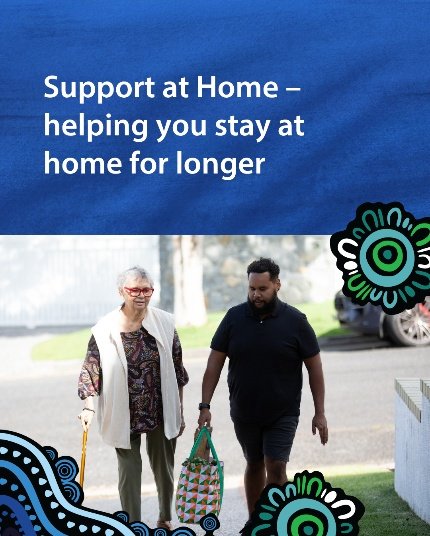 Support at Home –
helping you stay at
home for longer